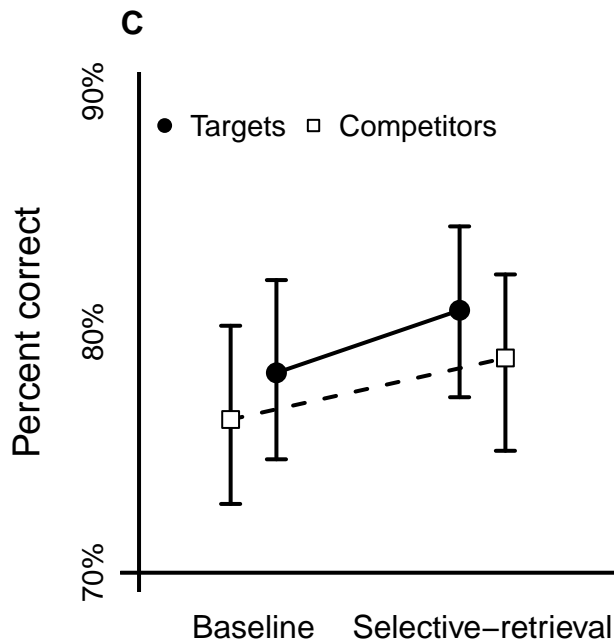 C
90%
Targets Competitors
Percent correct
80%
70%
Baseline Selective−retrieval